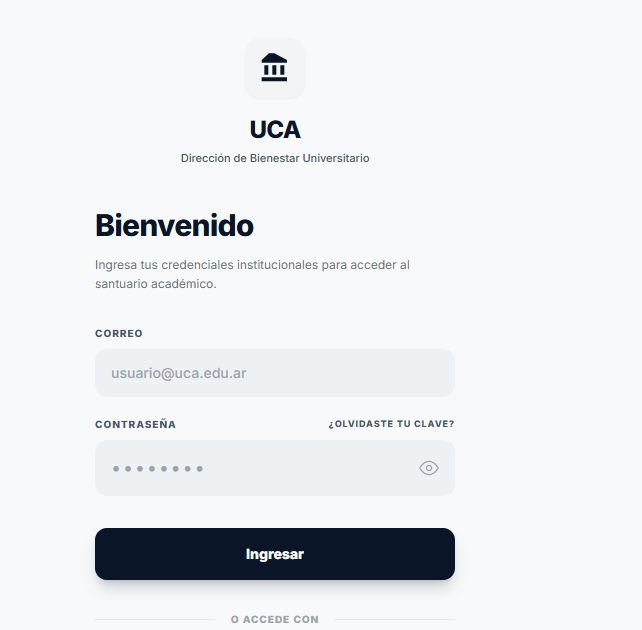 UCA
Dirección de Bienestar Universitario
Bienvenido
Ingresa tus credenciales institucionales para acceder al
santuario académico.
CORREO
usuario@uca.edu.ar
CONTRASEÑA ¿OLVIDASTE TU CLAVE?
••••••••
Ingresar
O ACCEDE CON